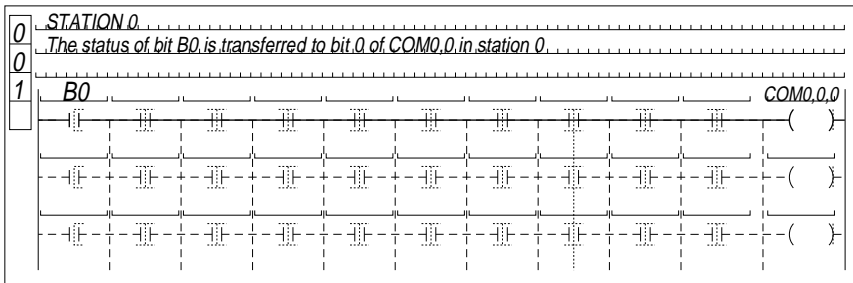 0
0
1
STATION 0
The status of bit B0 is transferred to bit 0 of COM0,0 in station 0
B0
COM0,0,0